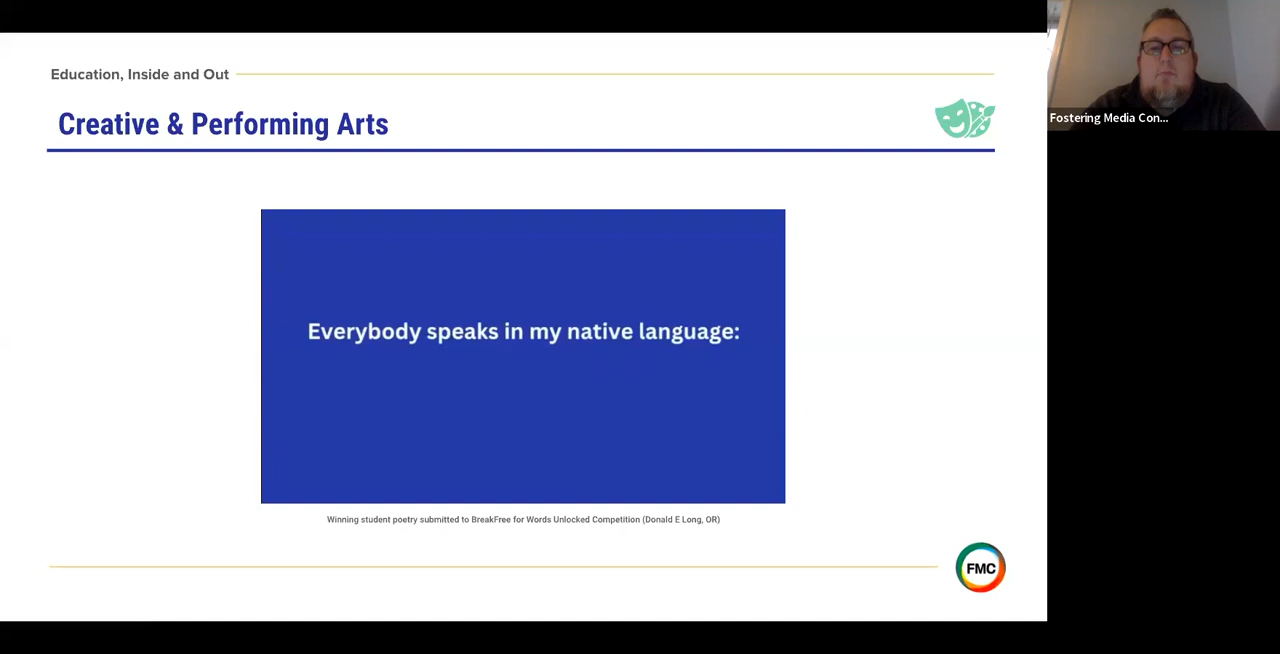 Education, Inside and Out
Creative & Performing Arts
Everybody speaks in my native language:
Winning student poetry submitted to BreakFree for Words Unlocked Competition (Donald E Long, OR)
FMC
Fostering Media Con...